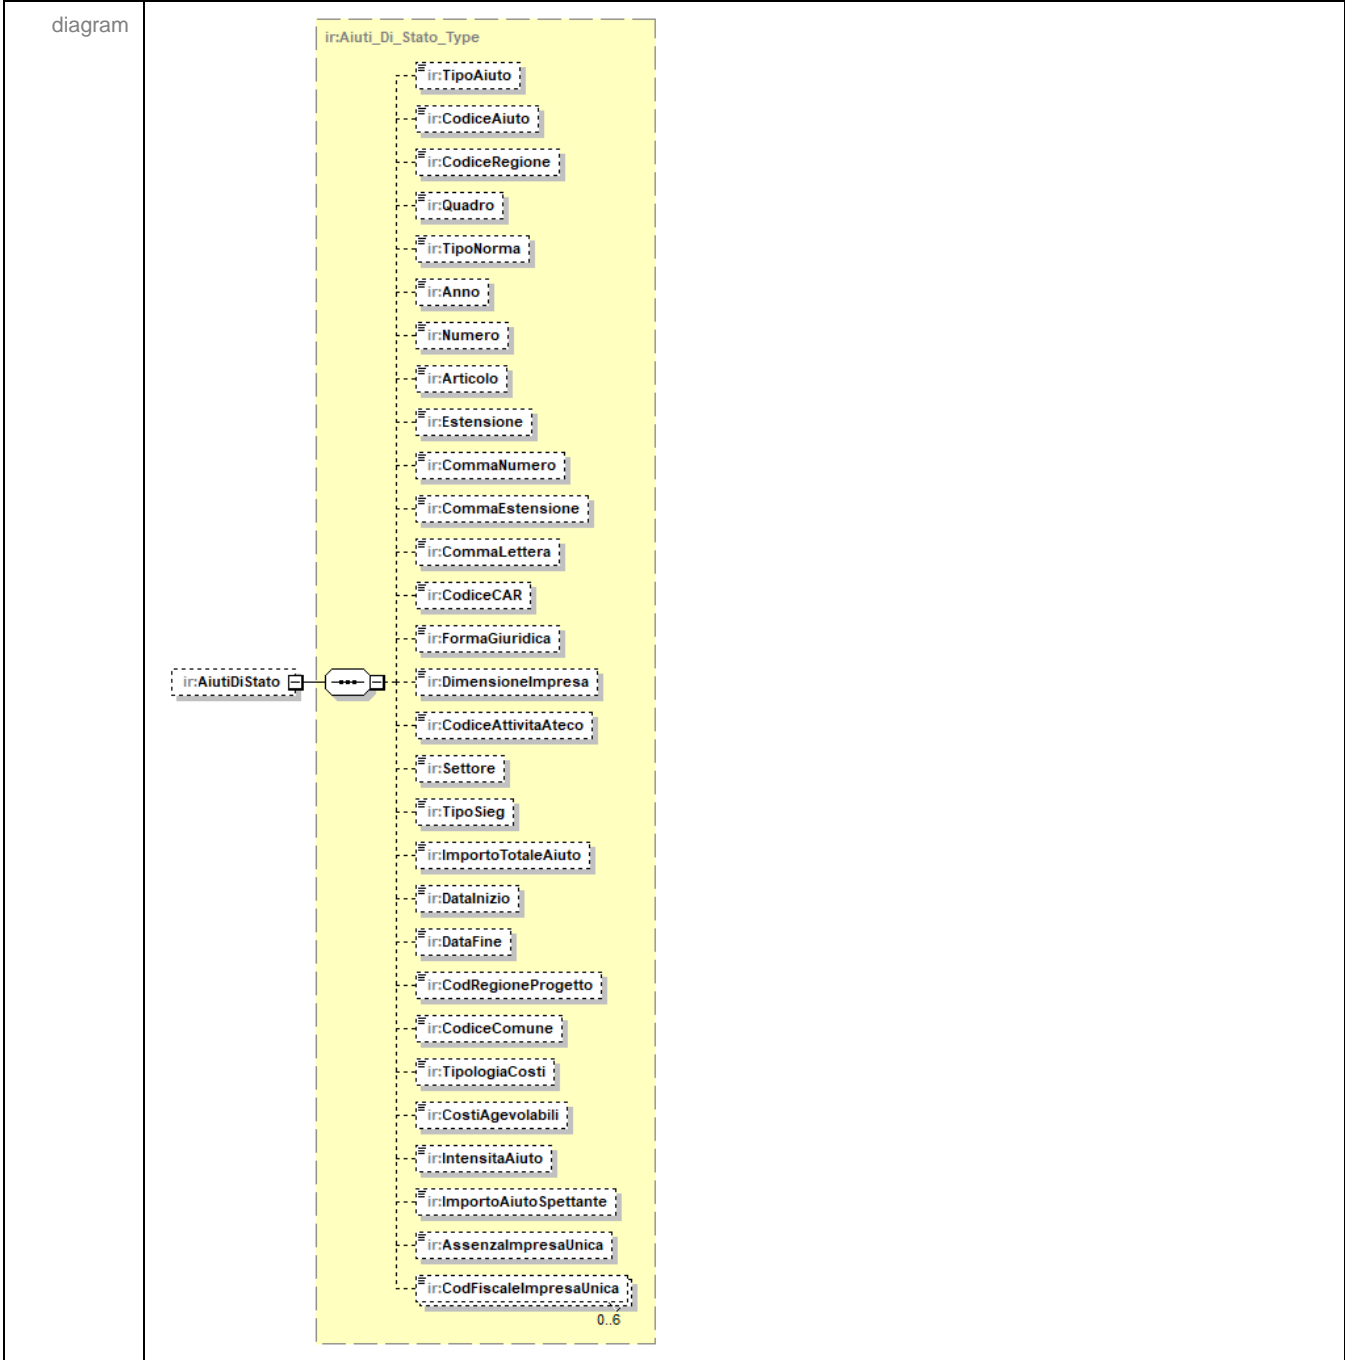 diagram
ir:Aiuti_Di_Stato_Type
ir:TipoAiuto
ir:CodiceAiuto
ir:CodiceRegione
ir:Quadro
ir:TipoNorma
ir:Anno
ir:Numero
ir:Articolo
ir:Estensione
ir:CommaNumero
ir:CommaEstensione
ir:CommaLettera
ir:CodiceCAR
ir:FormaGiuridica
ir:AiutiDiStato
ir:DimensioneImpresa
ir:CodiceAttivitaAteco
ir:Settore
ir:TipoSieg
ir:ImportoTotaleAiuto
ir:DataInizio
ir:DataFine
ir:CodRegioneProgetto
ir:CodiceComune
ir:TipologiaCosti
ir:CostiAgevolabili
ir:IntensitaAiuto
ir:ImportoAiutoSpettante
ir:AssenzaImpresaUnica
ir:CodFiscaleImpresaUnica
0..6